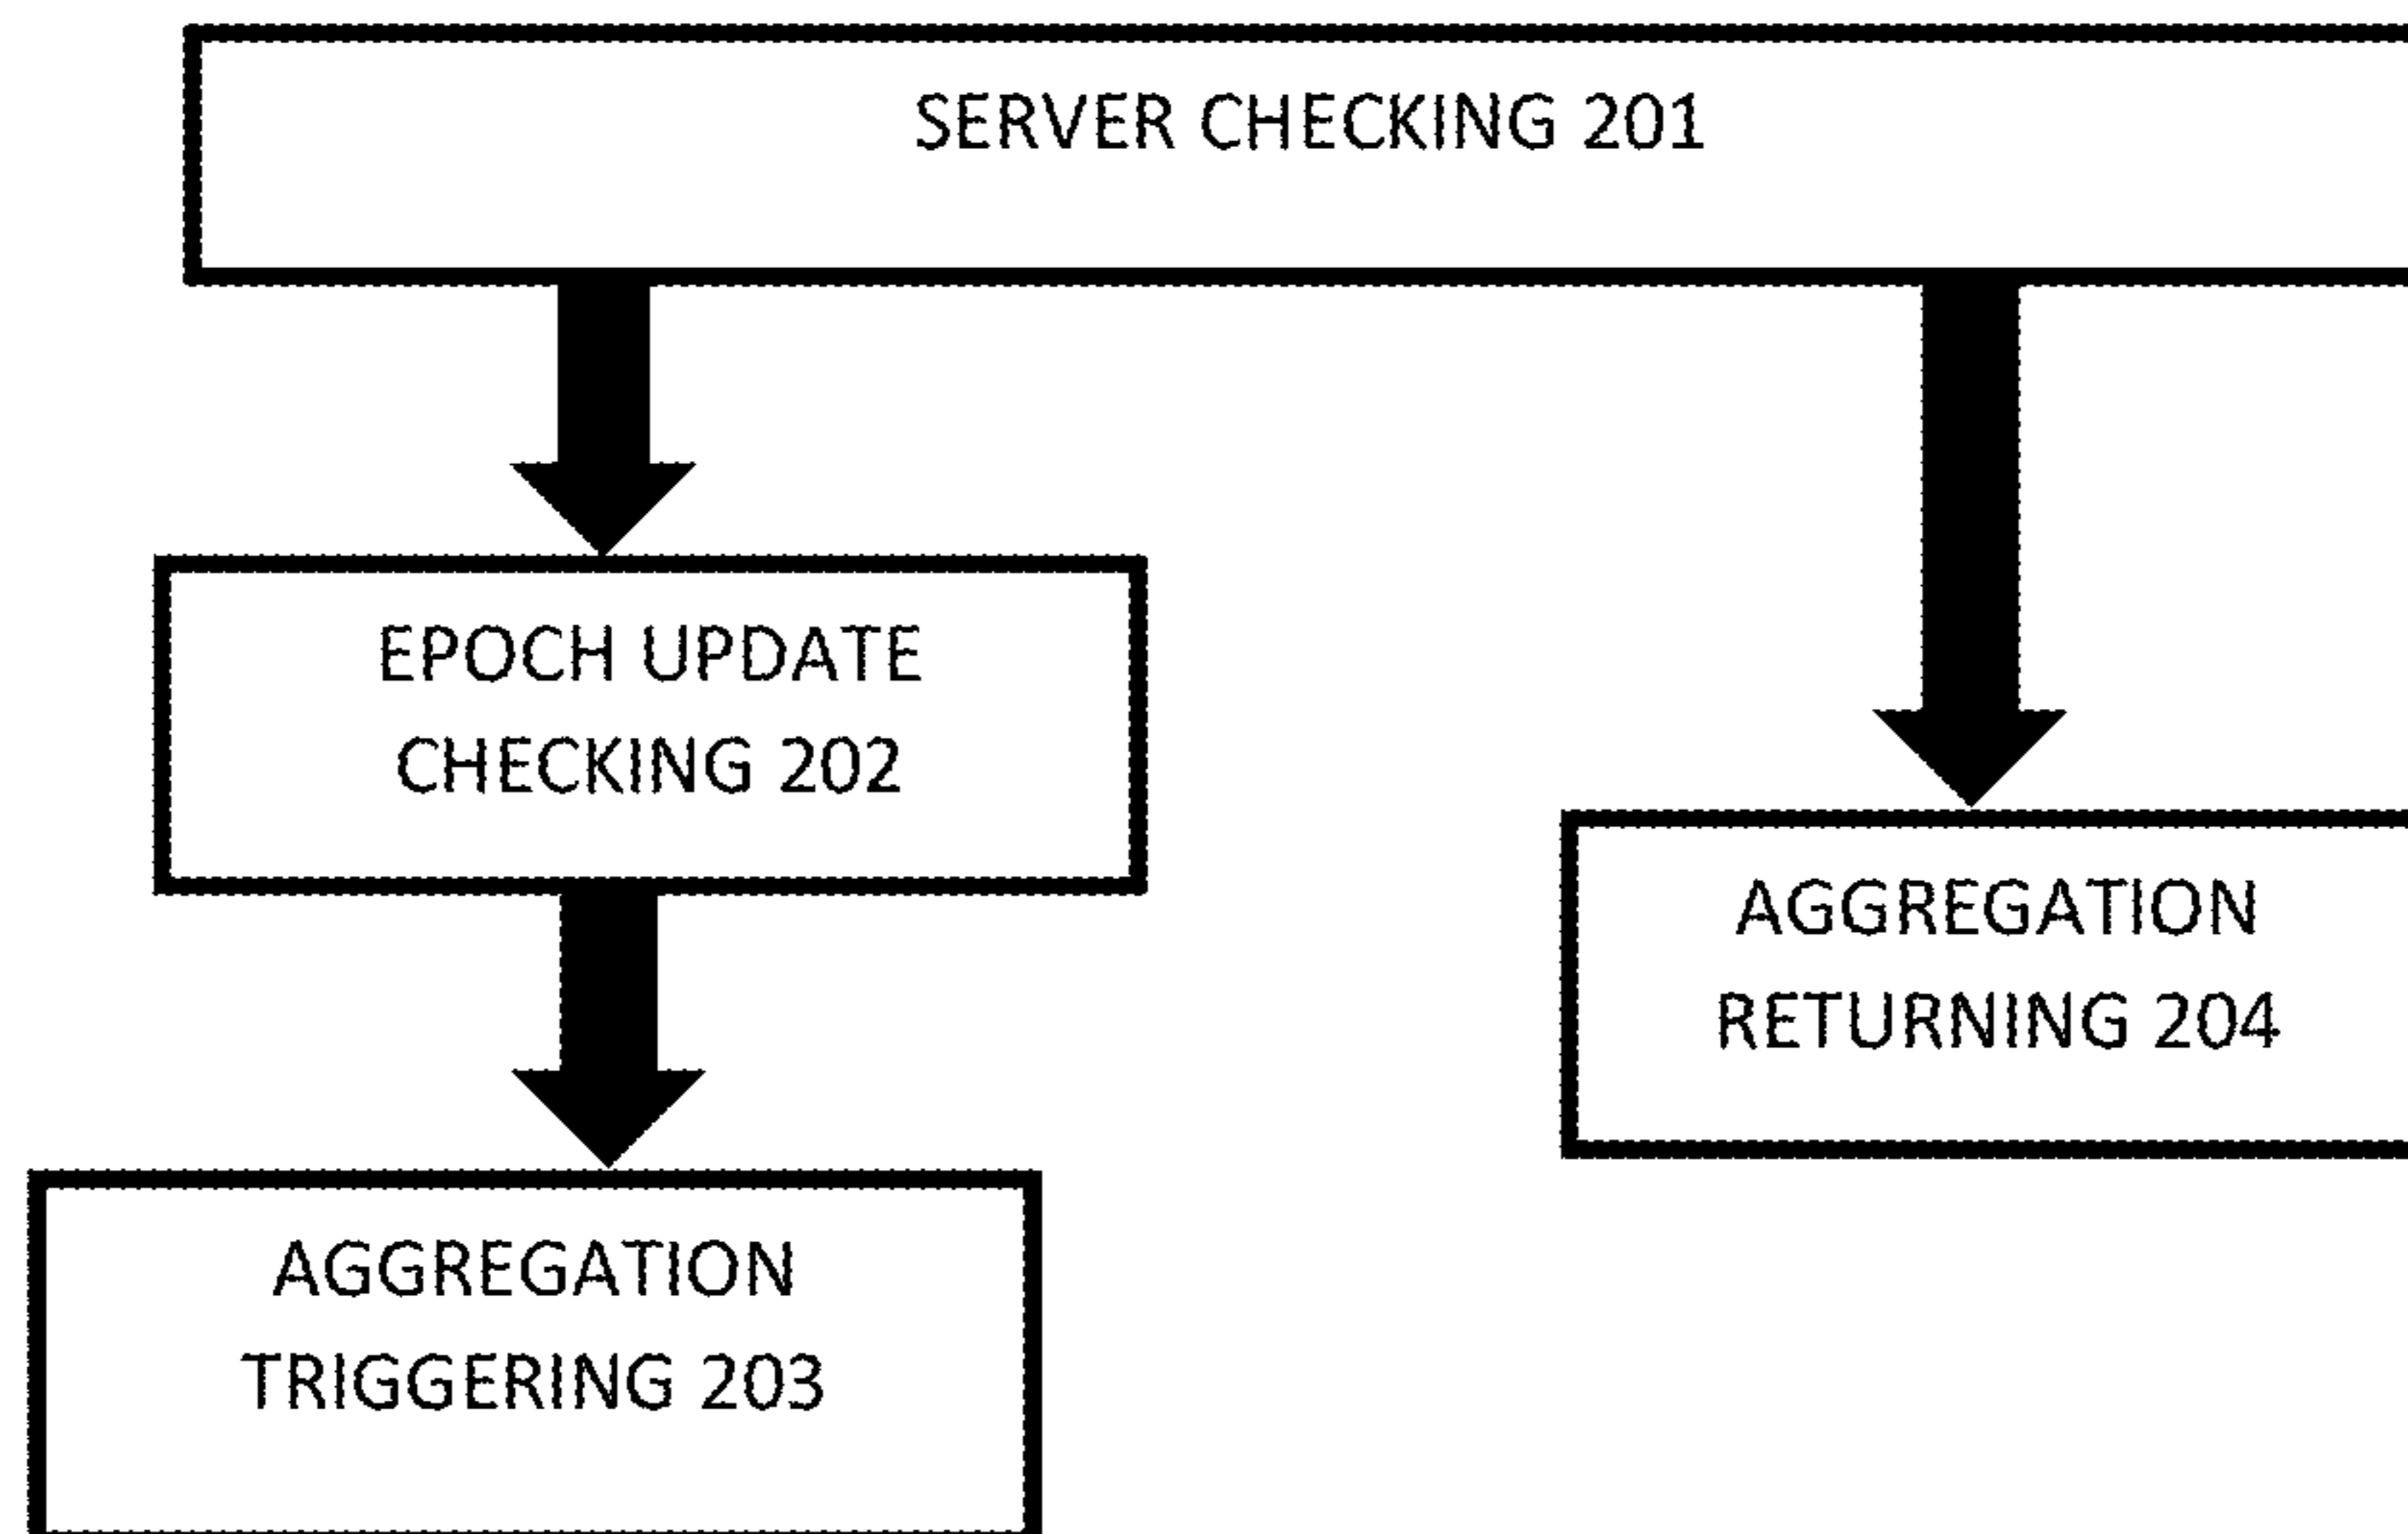 SERVER CHECKING 201
EPOCH UPDATE
CHECKING 202
AGGREGATION
RETURNING 204
AGGREGATION
TRIGGERING 203